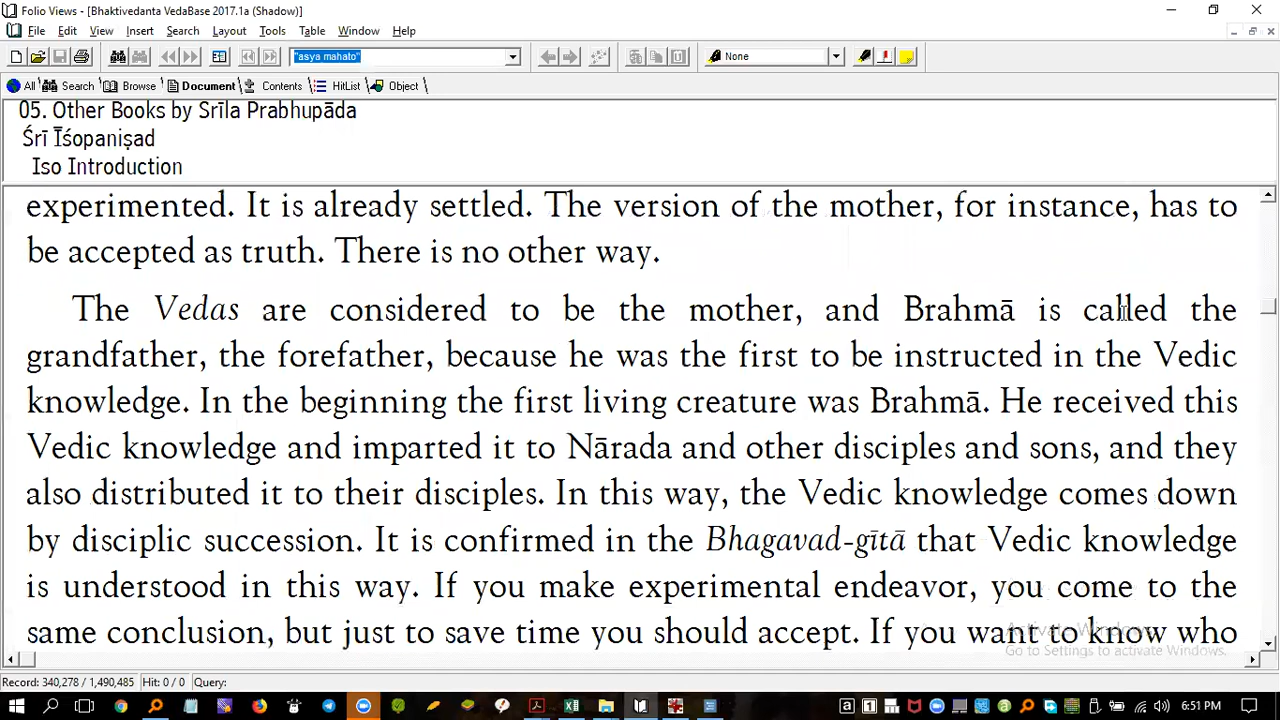 Folio Views - [Bhaktivedanta VedaBase 2017.1a (Shadow)]
File Edit View Insert Search Layout Tools Table Window Help
"asya mahato" None
All Search Browse Document Contents HitList Object
05. Other Books by Srīla Prabhupāda
Śrī Īśopaniṣad
Iso Introduction
experimented. It is already settled. The version of the mother, for instance, has to
be accepted as truth. There is no other way.
The Vedas are considered to be the mother, and Brahmā is called the
grandfather, the forefather, because he was the first to be instructed in the Vedic
knowledge. In the beginning the first living creature was Brahmā. He received this
Vedic knowledge and imparted it to Nārada and other disciples and sons, and they
also distributed it to their disciples. In this way, the Vedic knowledge comes down
by disciplic succession. It is confirmed in the Bhagavad-gītā that Vedic knowledge
is understood in this way. If you make experimental endeavor, you come to the
same conclusion, but just to save time you should accept. If you want to know who
Activate Windows
Go to Settings to activate Windows.
Record: 340,278 / 1,490,485 Hit: 0 / 0 Query:
6:51 PM